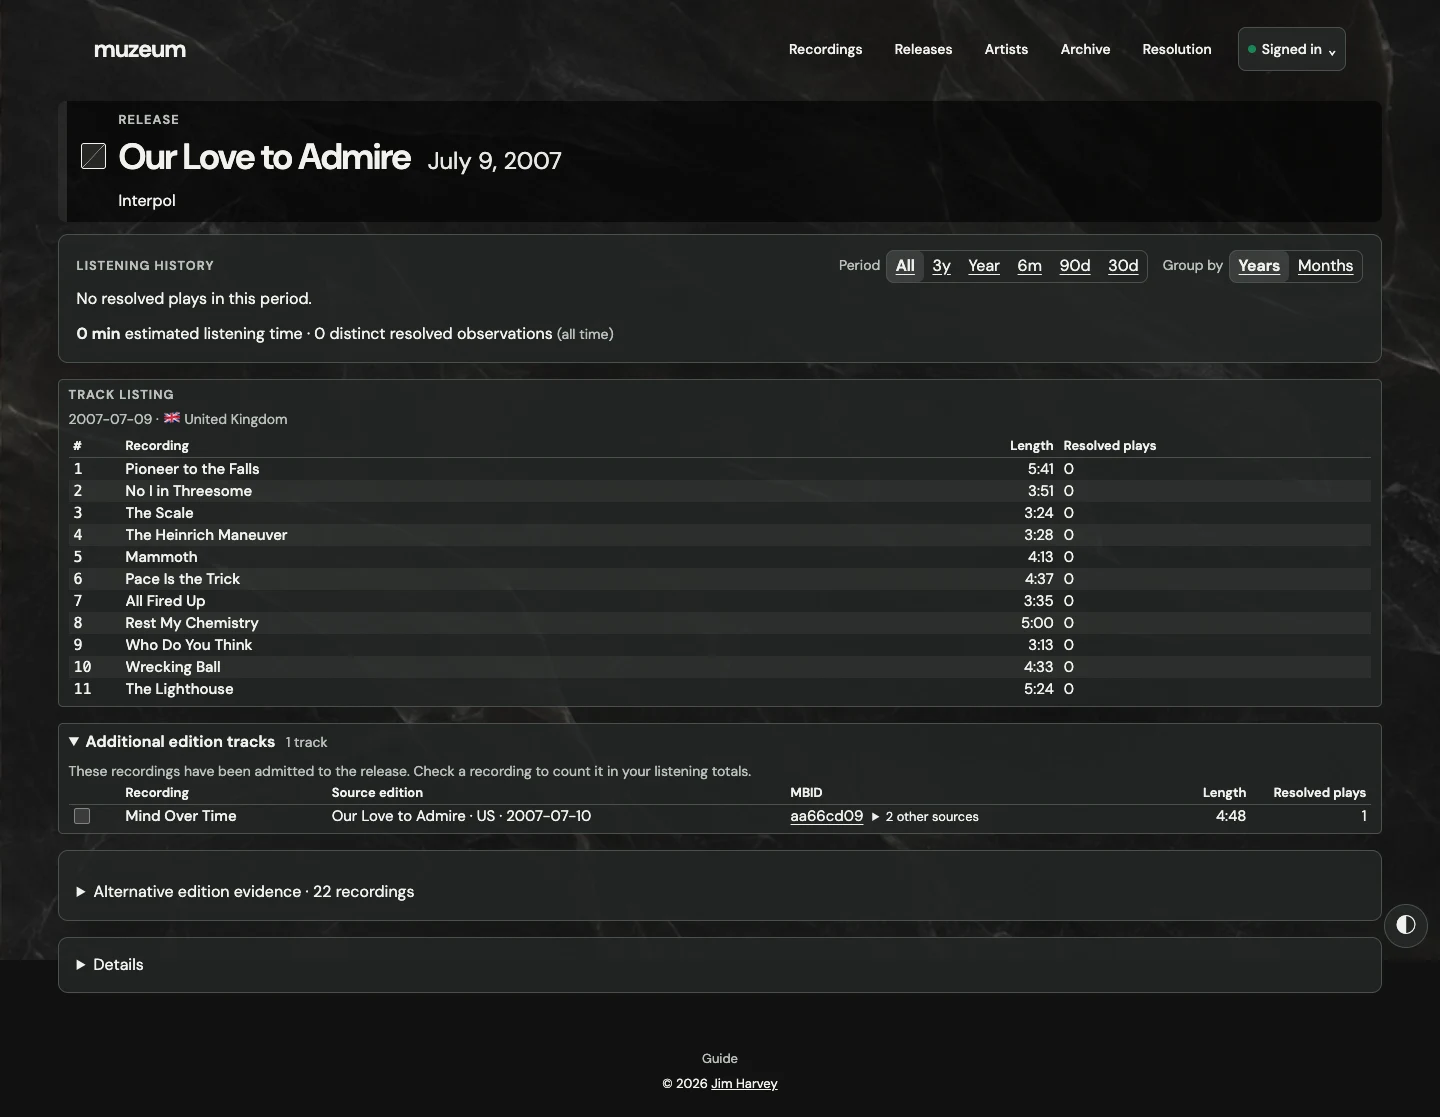 muzeum
Recordings Releases Artists Archive Resolution Signed in
RELEASE
Our Love to Admire July 9, 2007
Interpol
LISTENING HISTORY Period All 3y Year 6m 90d 30d Group by Years Months
No resolved plays in this period.
0 min estimated listening time · 0 distinct resolved observations (all time)
TRACK LISTING
2007-07-09 · 🇬🇧 United Kingdom
# Recording Length Resolved plays
1 Pioneer to the Falls 5:41 0
2 No I in Threesome 3:51 0
3 The Scale 3:24 0
4 The Heinrich Maneuver 3:28 0
5 Mammoth 4:13 0
6 Pace Is the Trick 4:37 0
7 All Fired Up 3:35 0
8 Rest My Chemistry 5:00 0
9 Who Do You Think 3:13 0
10 Wrecking Ball 4:33 0
11 The Lighthouse 5:24 0
▼ Additional edition tracks 1 track
These recordings have been admitted to the release. Check a recording to count it in your listening totals.
Recording Source edition MBID Length Resolved plays
Mind Over Time Our Love to Admire · US · 2007-07-10 aa66cd09 ▶ 2 other sources 4:48 1
▶ Alternative edition evidence · 22 recordings
▶ Details
Guide
© 2026 Jim Harvey